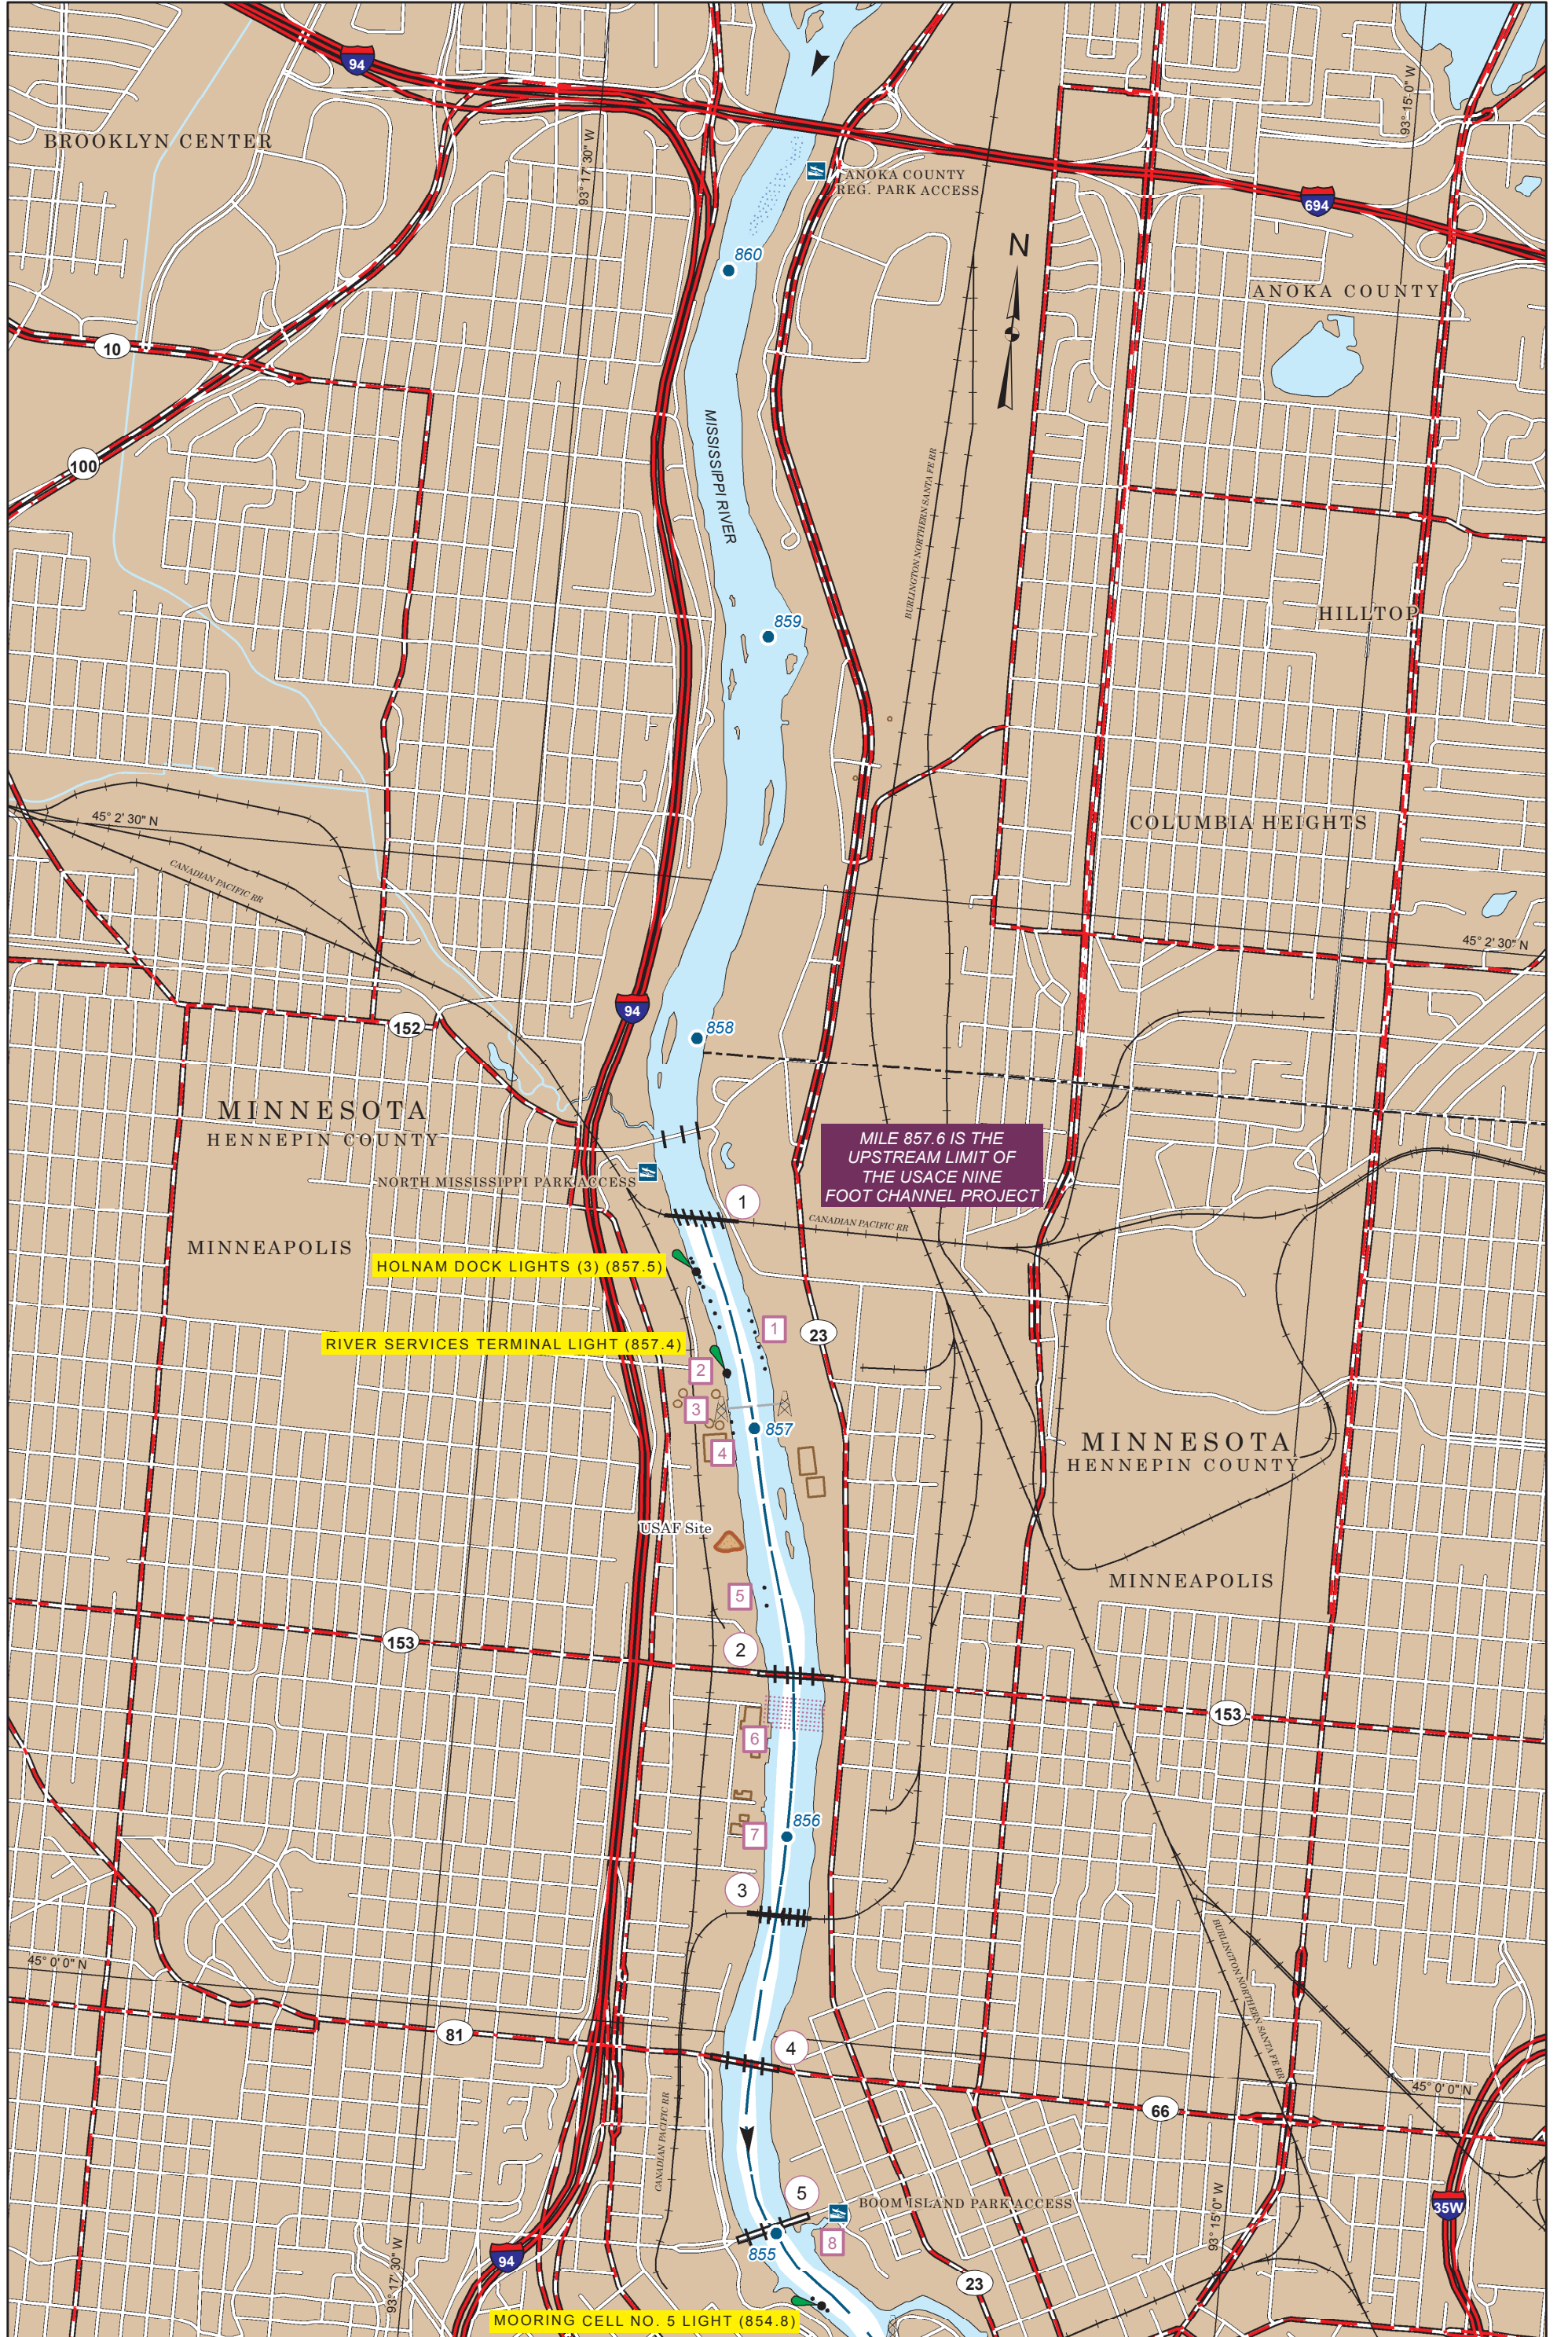 94
93° 15' 0" W
BROOKLYN CENTER
93° 17' 30" W
ANOKA COUNTY
REG. PARK ACCESS
694
N
860
ANOKA COUNTY
10
MISSISSIPPI RIVER
100
BURLINGTON NORTHERN SANTA FE RR
859
HILLTOP
45° 2' 30" N
COLUMBIA HEIGHTS
CANADIAN PACIFIC RR
45° 2' 30" N
94
152
858
MINNESOTA
HENNEPIN COUNTY
MILE 857.6 IS THE
UPSTREAM LIMIT OF
THE USACE NINE
FOOT CHANNEL PROJECT
NORTH MISSISSIPPI PARK ACCESS
1
CANADIAN PACIFIC RR
MINNEAPOLIS
HOLNAM DOCK LIGHTS (3) (857.5)
1
23
RIVER SERVICES TERMINAL LIGHT (857.4)
2
3
857
4
MINNESOTA
HENNEPIN COUNTY
USAF Site
MINNEAPOLIS
5
153
2
153
6
856
7
3
BURLINGTON NORTHERN SANTA FE RR
45° 0' 0" N
81
4
45° 0' 0" N
66
CANADIAN PACIFIC RR
5
BOOM ISLAND PARK ACCESS
35W
93° 15' 0" W
8
855
94
93° 17' 30" W
23
MOORING CELL NO. 5 LIGHT (854.8)